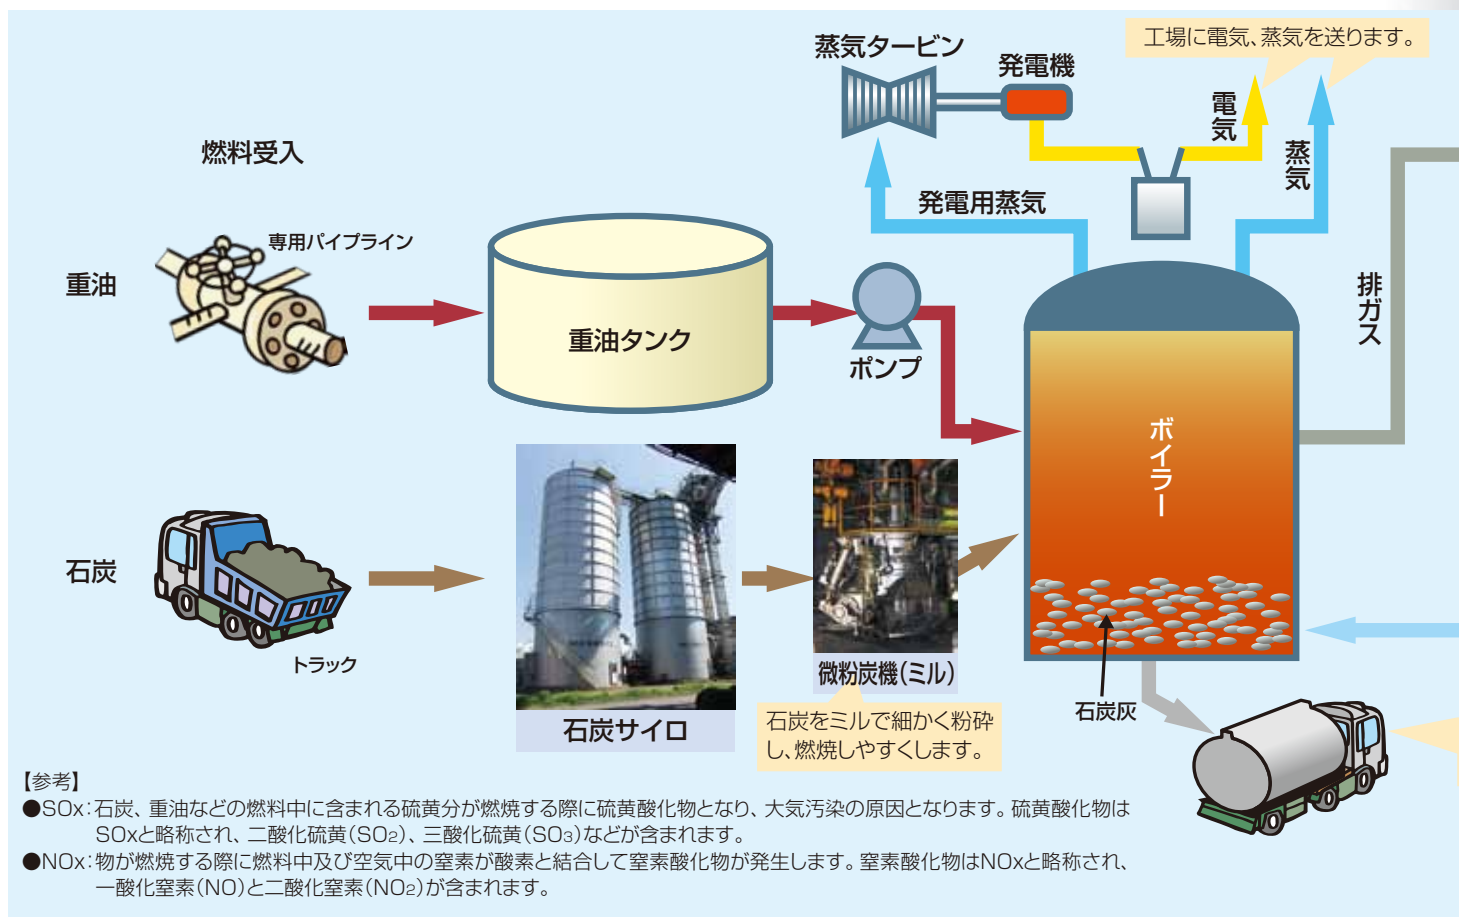 工場に電気、蒸気を送ります。
蒸気タービン
発電機
電気
蒸気
燃料受入
発電用蒸気
専用パイプライン
重油
排ガス
重油タンク
ポンプ
ボイラー
石炭
トラック
微粉炭機（ミル）
石炭灰
石炭サイロ
石炭をミルで細かく粉砕
し、燃焼しやすくします。
【参考】
●SOx：石炭、重油などの燃料中に含まれる硫黄分が燃焼する際に硫黄酸化物となり、大気汚染の原因となります。硫黄酸化物は
SOxと略称され、二酸化硫黄（SO₂）、三酸化硫黄（SO₃）などが含まれます。
●NOx：物が燃焼する際に燃料中及び空気中の窒素が酸素と結合して窒素酸化物が発生します。窒素酸化物はNOxと略称され、
一酸化窒素（NO）と二酸化窒素（NO₂）が含まれます。